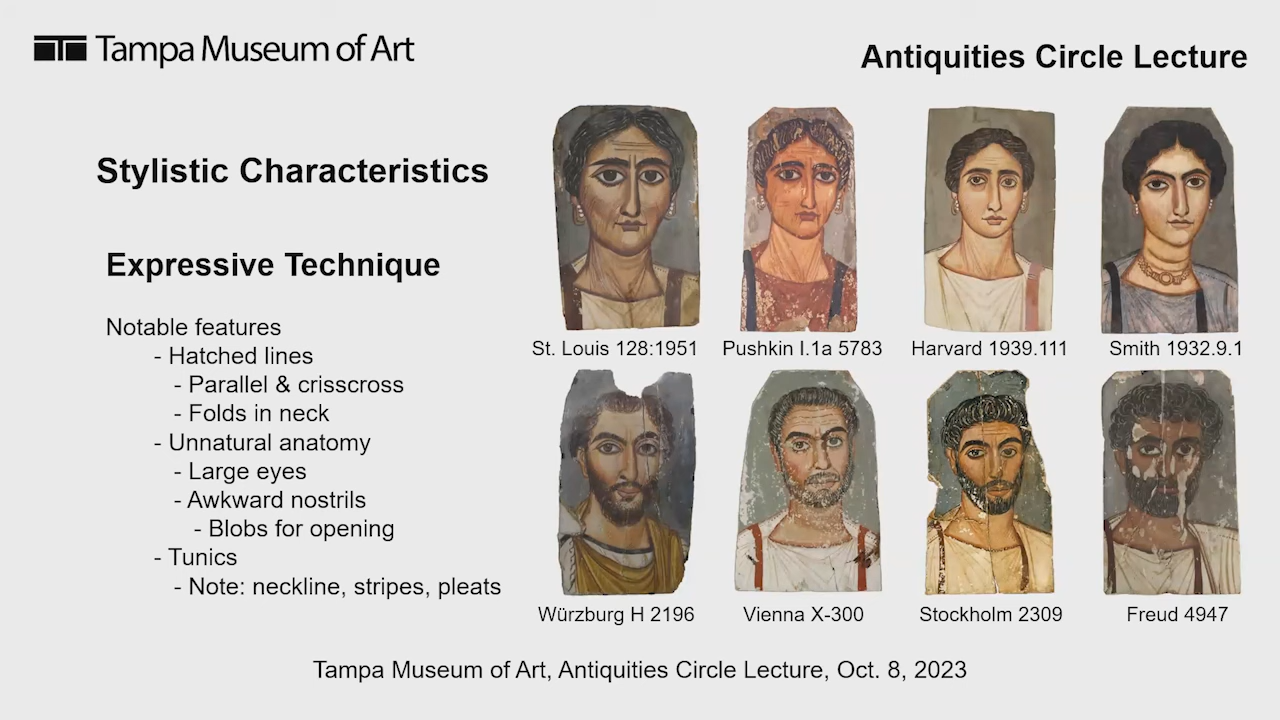 Tampa Museum of Art
Antiquities Circle Lecture
Stylistic Characteristics
Expressive Technique
Notable features
- Hatched lines
- Parallel & crisscross
- Folds in neck
- Unnatural anatomy
- Large eyes
- Awkward nostrils
- Blobs for opening
- Tunics
- Note: neckline, stripes, pleats
St. Louis 128:1951
Pushkin I.1a 5783
Harvard 1939.111
Smith 1932.9.1
Würzburg H 2196
Vienna X-300
Stockholm 2309
Freud 4947
Tampa Museum of Art, Antiquities Circle Lecture, Oct. 8, 2023